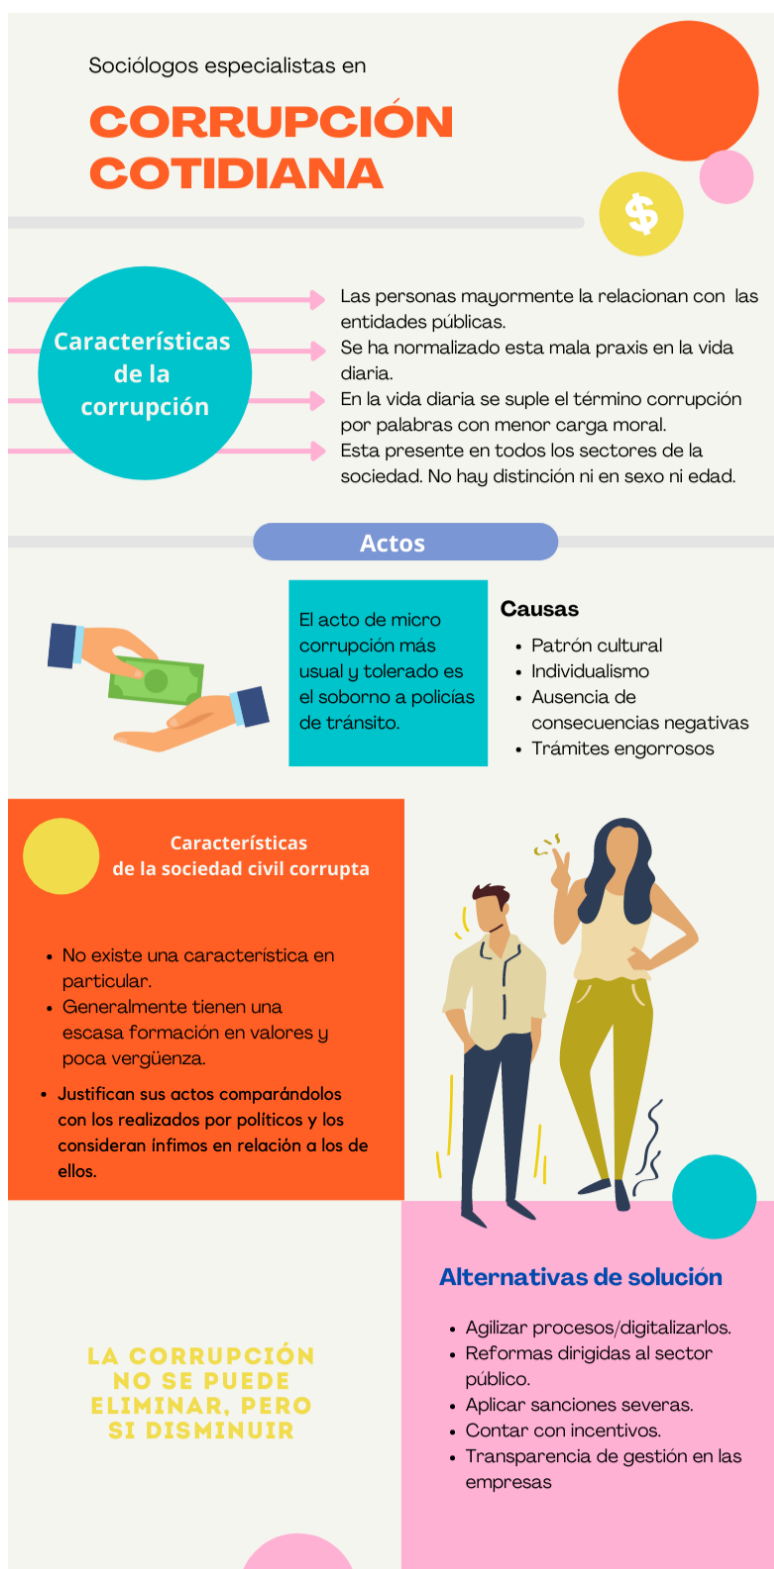 Sociólogos especialistas en
CORRUPCIÓN
COTIDIANA
$
Características
de la
corrupción
Las personas mayormente la relacionan con las
entidades públicas.
Se ha normalizado esta mala praxis en la vida
diaria.
En la vida diaria se suple el término corrupción
por palabras con menor carga moral.
Esta presente en todos los sectores de la
sociedad. No hay distinción ni en sexo ni edad.
Actos
El acto de micro
corrupción más
usual y tolerado es
el soborno a policías
de tránsito.
Causas
• Patrón cultural
• Individualismo
• Ausencia de
consecuencias negativas
• Trámites engorrosos
Características
de la sociedad civil corrupta
• No existe una característica en
particular.
• Generalmente tienen una
escasa formación en valores y
poca vergüenza.
• Justifican sus actos comparándolos
con los realizados por políticos y los
consideran ínfimos en relación a los de
ellos.
LA CORRUPCIÓN
NO SE PUEDE
ELIMINAR, PERO
SI DISMINUIR
Alternativas de solución
• Agilizar procesos/digitalizarlos.
• Reformas dirigidas al sector
público.
• Aplicar sanciones severas.
• Contar con incentivos.
• Transparencia de gestión en las
empresas